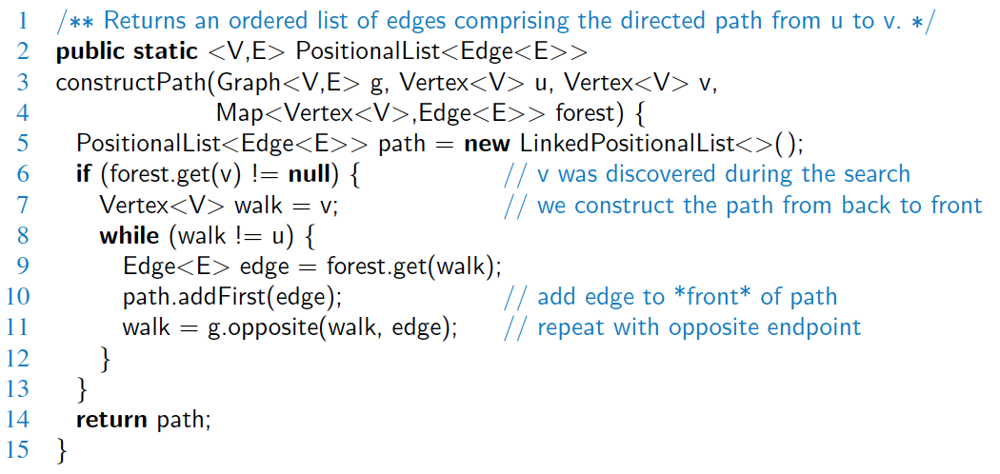 1 /** Returns an ordered list of edges comprising the directed path from u to v. */
2 public static <V,E> PositionalList<Edge<E>>
3 constructPath(Graph<V,E> g, Vertex<V> u, Vertex<V> v,
4 Map<Vertex<V>,Edge<E>> forest) {
5 PositionalList<Edge<E>> path = new LinkedPositionalList<>( );
6 if (forest.get(v) != null) { // v was discovered during the search
7 Vertex<V> walk = v; // we construct the path from back to front
8 while (walk != u) {
9 Edge<E> edge = forest.get(walk);
10 path.addFirst(edge); // add edge to *front* of path
11 walk = g.opposite(walk, edge); // repeat with opposite endpoint
12 }
13 }
14 return path;
15 }